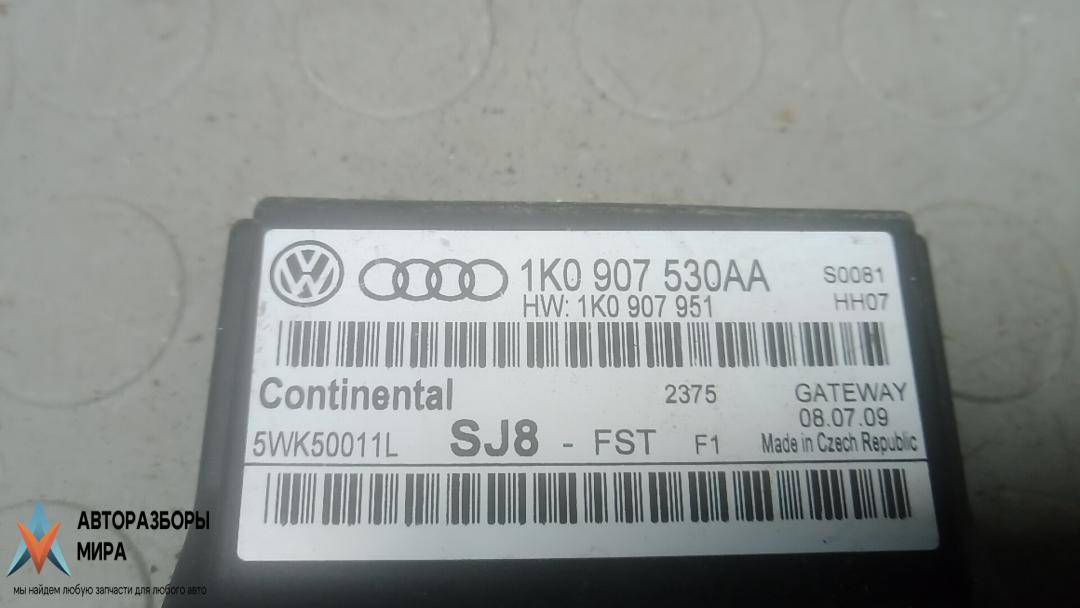 1K0 907 530AA S0081
HW: 1K0 907 951 HH07
Continental 2375 GATEWAY
08.07.09
5WK50011L SJ8 - FST F1 Made in Czech Republic
АВТОРАЗБОРЫ
МИРА
мы найдем любую запчасти для любого авто